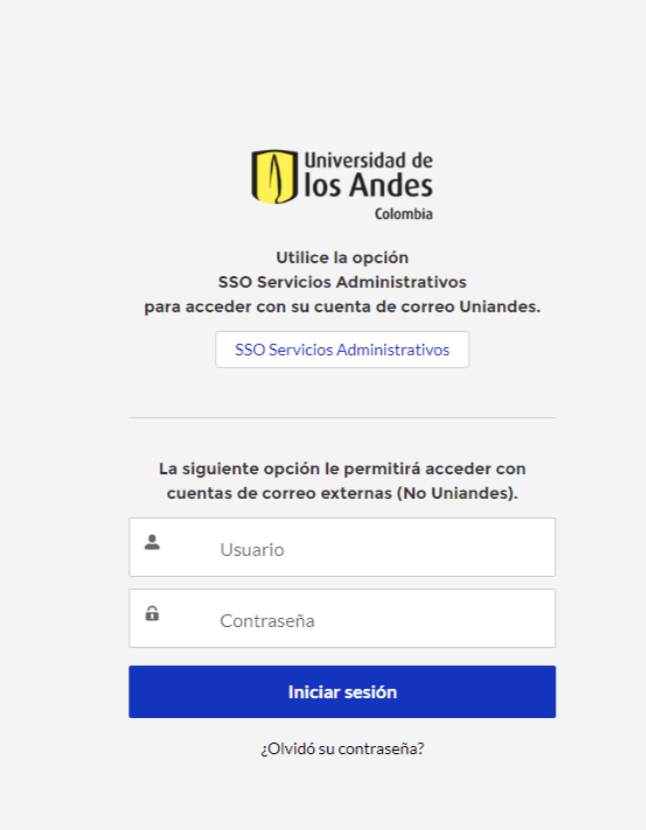 Universidad de
los Andes
Colombia
Utilice la opción
SSO Servicios Administrativos
para acceder con su cuenta de correo Uniandes.
SSO Servicios Administrativos
La siguiente opción le permitirá acceder con
cuentas de correo externas (No Uniandes).
Usuario
Contraseña
Iniciar sesión
¿Olvidó su contraseña?